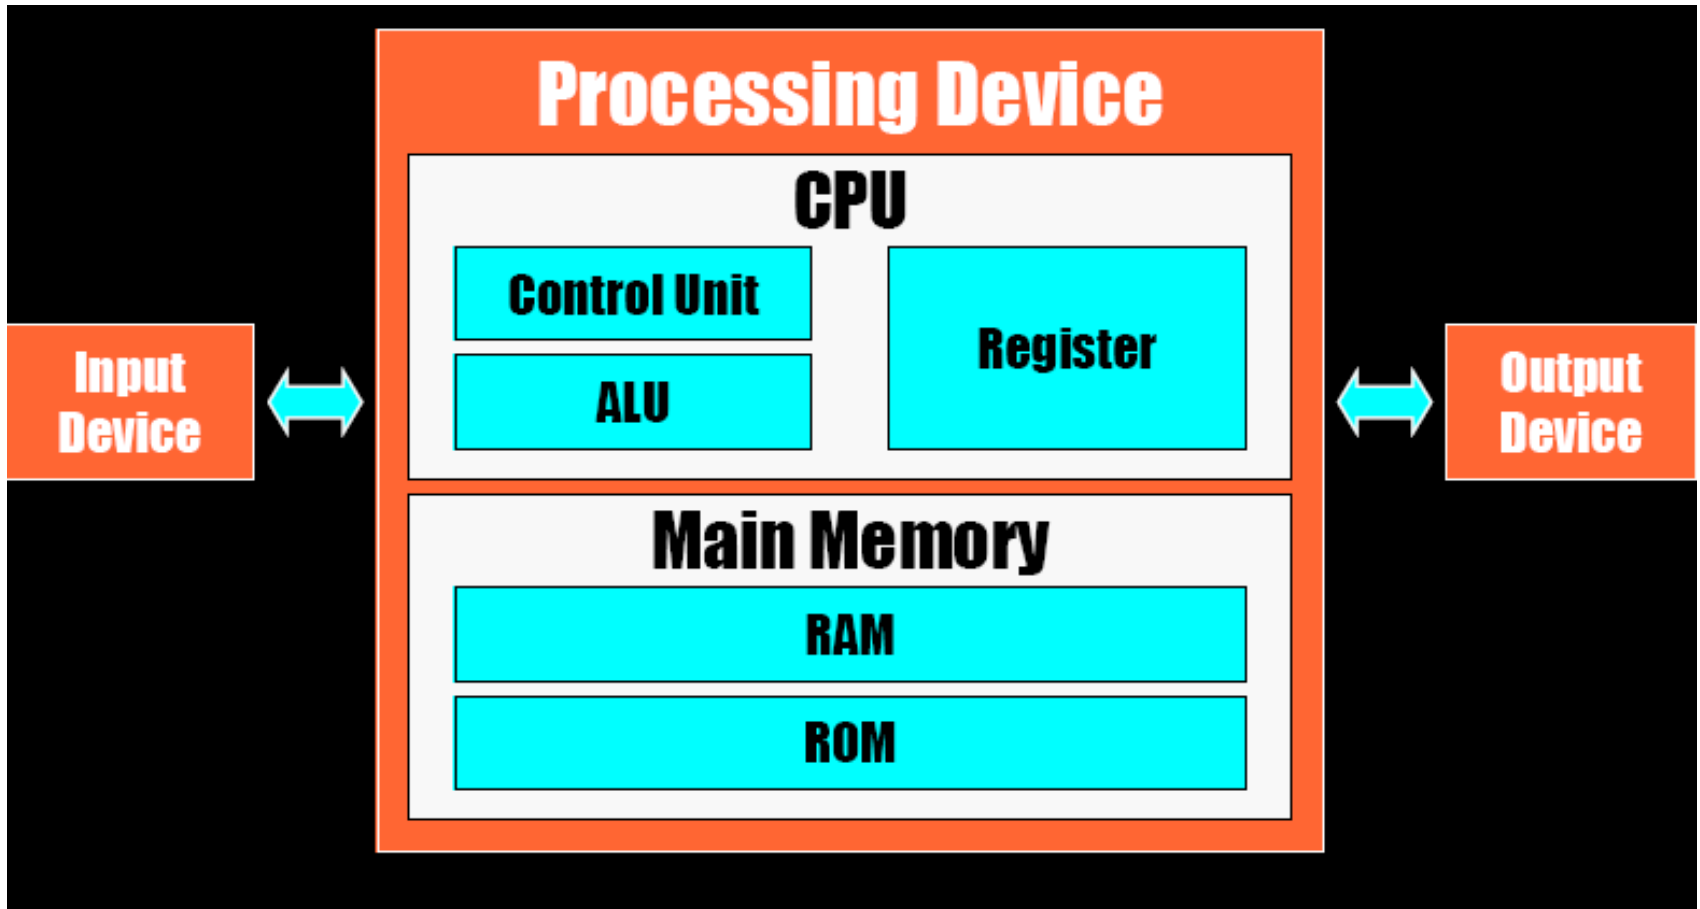 Processing Device
CPU
Control Unit
ALU
Register
Input
Device
Output
Device
Main Memory
RAM
ROM